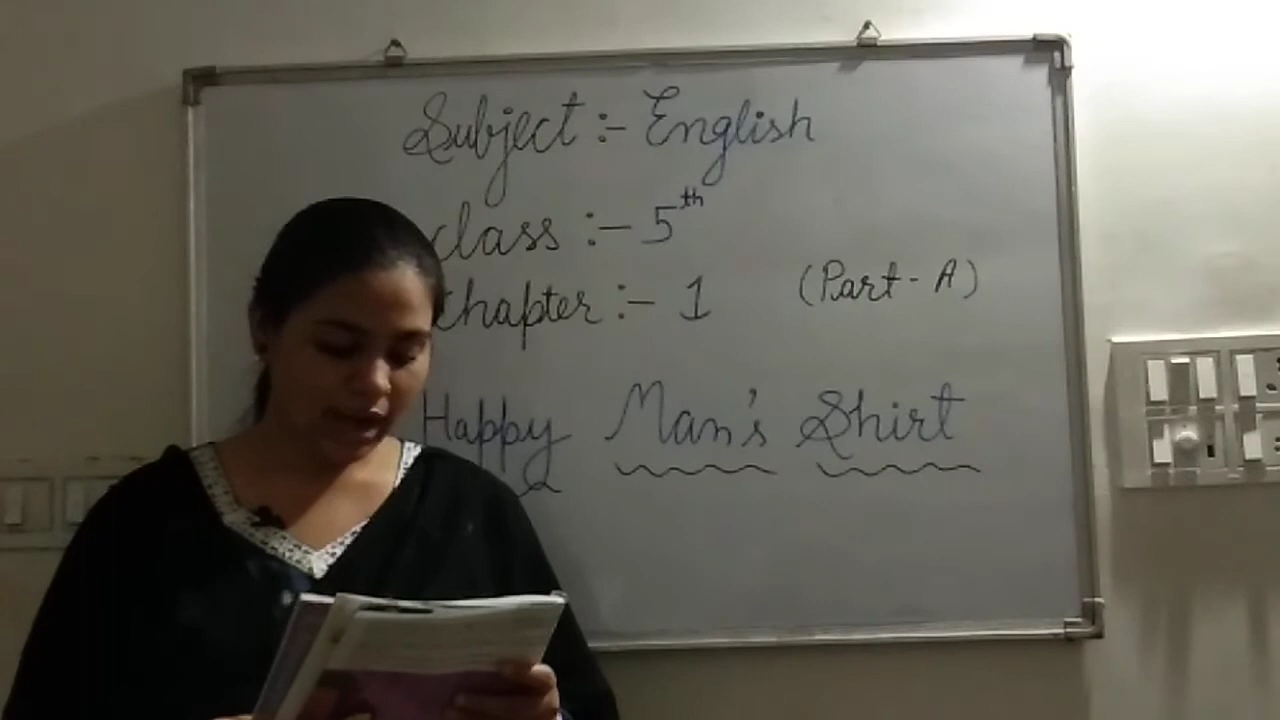 Subject :- English
class :- 5th
chapter :- 1 (Part - A)
Happy Man's Shirt